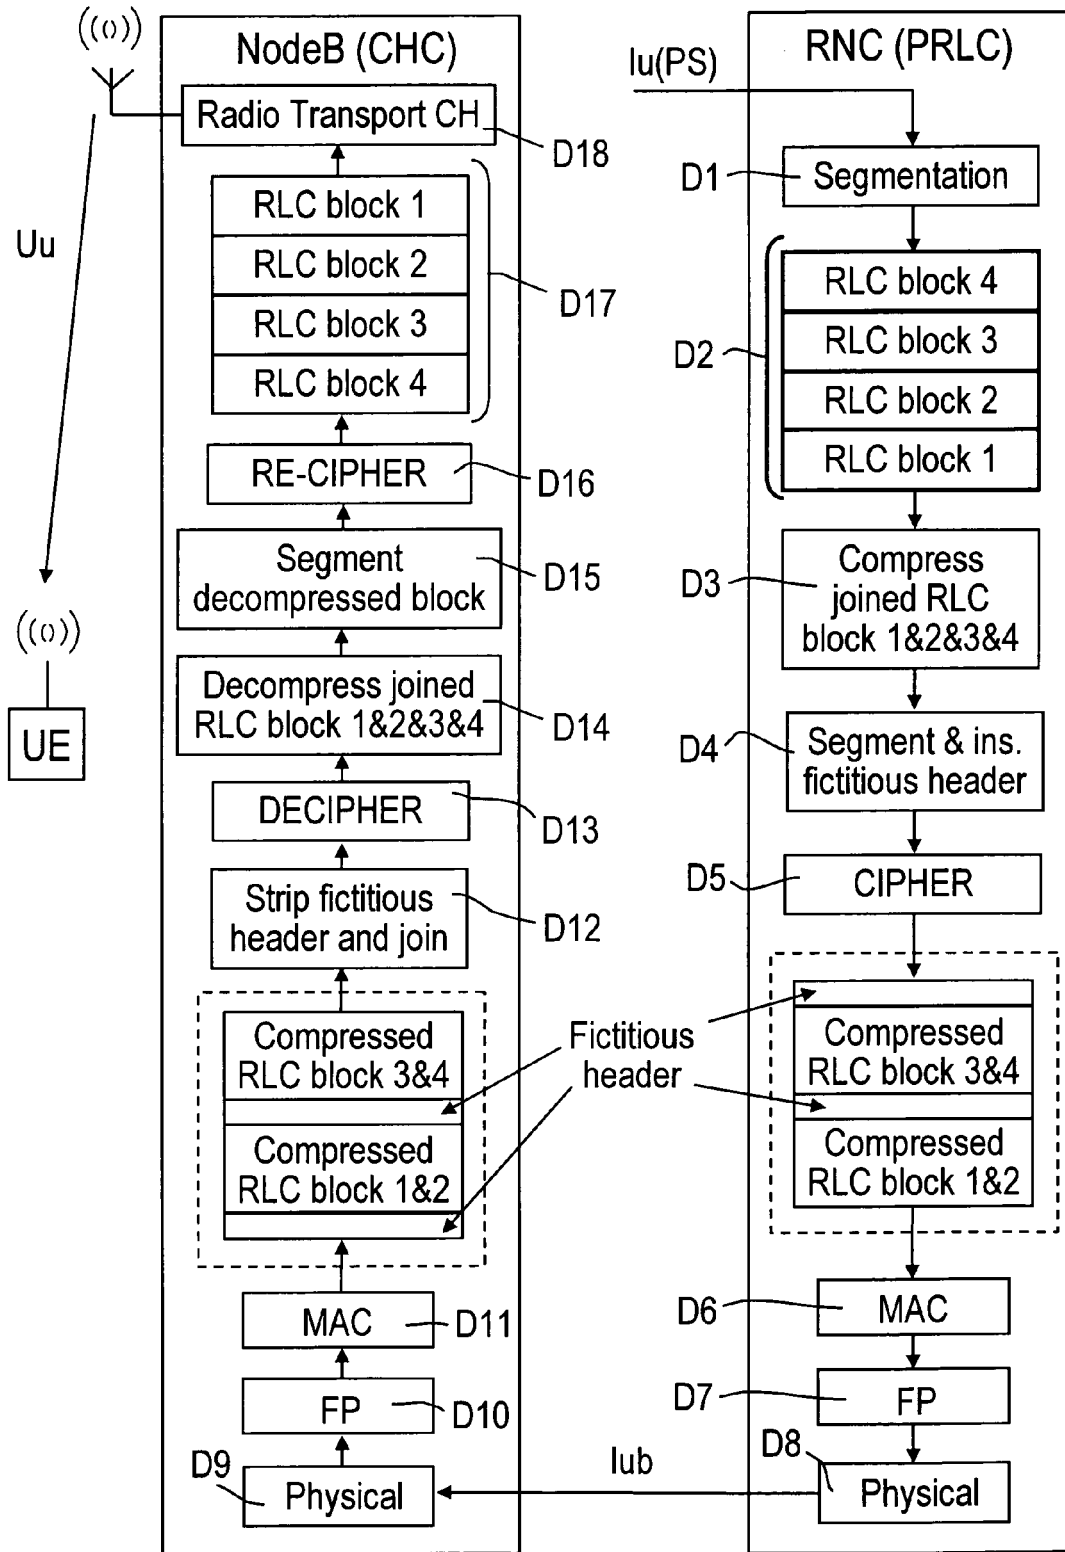 NodeB (CHC)
Radio Transport CH
D18
RLC block 1
RLC block 2
RLC block 3
RLC block 4
D17
Uu
RE-CIPHER
D16
Segment
decompressed block
D15
Decompress joined
RLC block 1&2&3&4
D14
UE
DECIPHER
D13
Strip fictitious
header and join
D12
Compressed
RLC block 3&4
Compressed
RLC block 1&2
Fictitious
header
MAC
D11
FP
D10
D9
Physical
Iub
RNC (PRLC)
Iu(PS)
D1
Segmentation
D2
RLC block 4
RLC block 3
RLC block 2
RLC block 1
D3
Compress
joined RLC
block 1&2&3&4
D4
Segment & ins.
fictitious header
D5
CIPHER
Compressed
RLC block 3&4
Compressed
RLC block 1&2
D6
MAC
D7
FP
D8
Physical